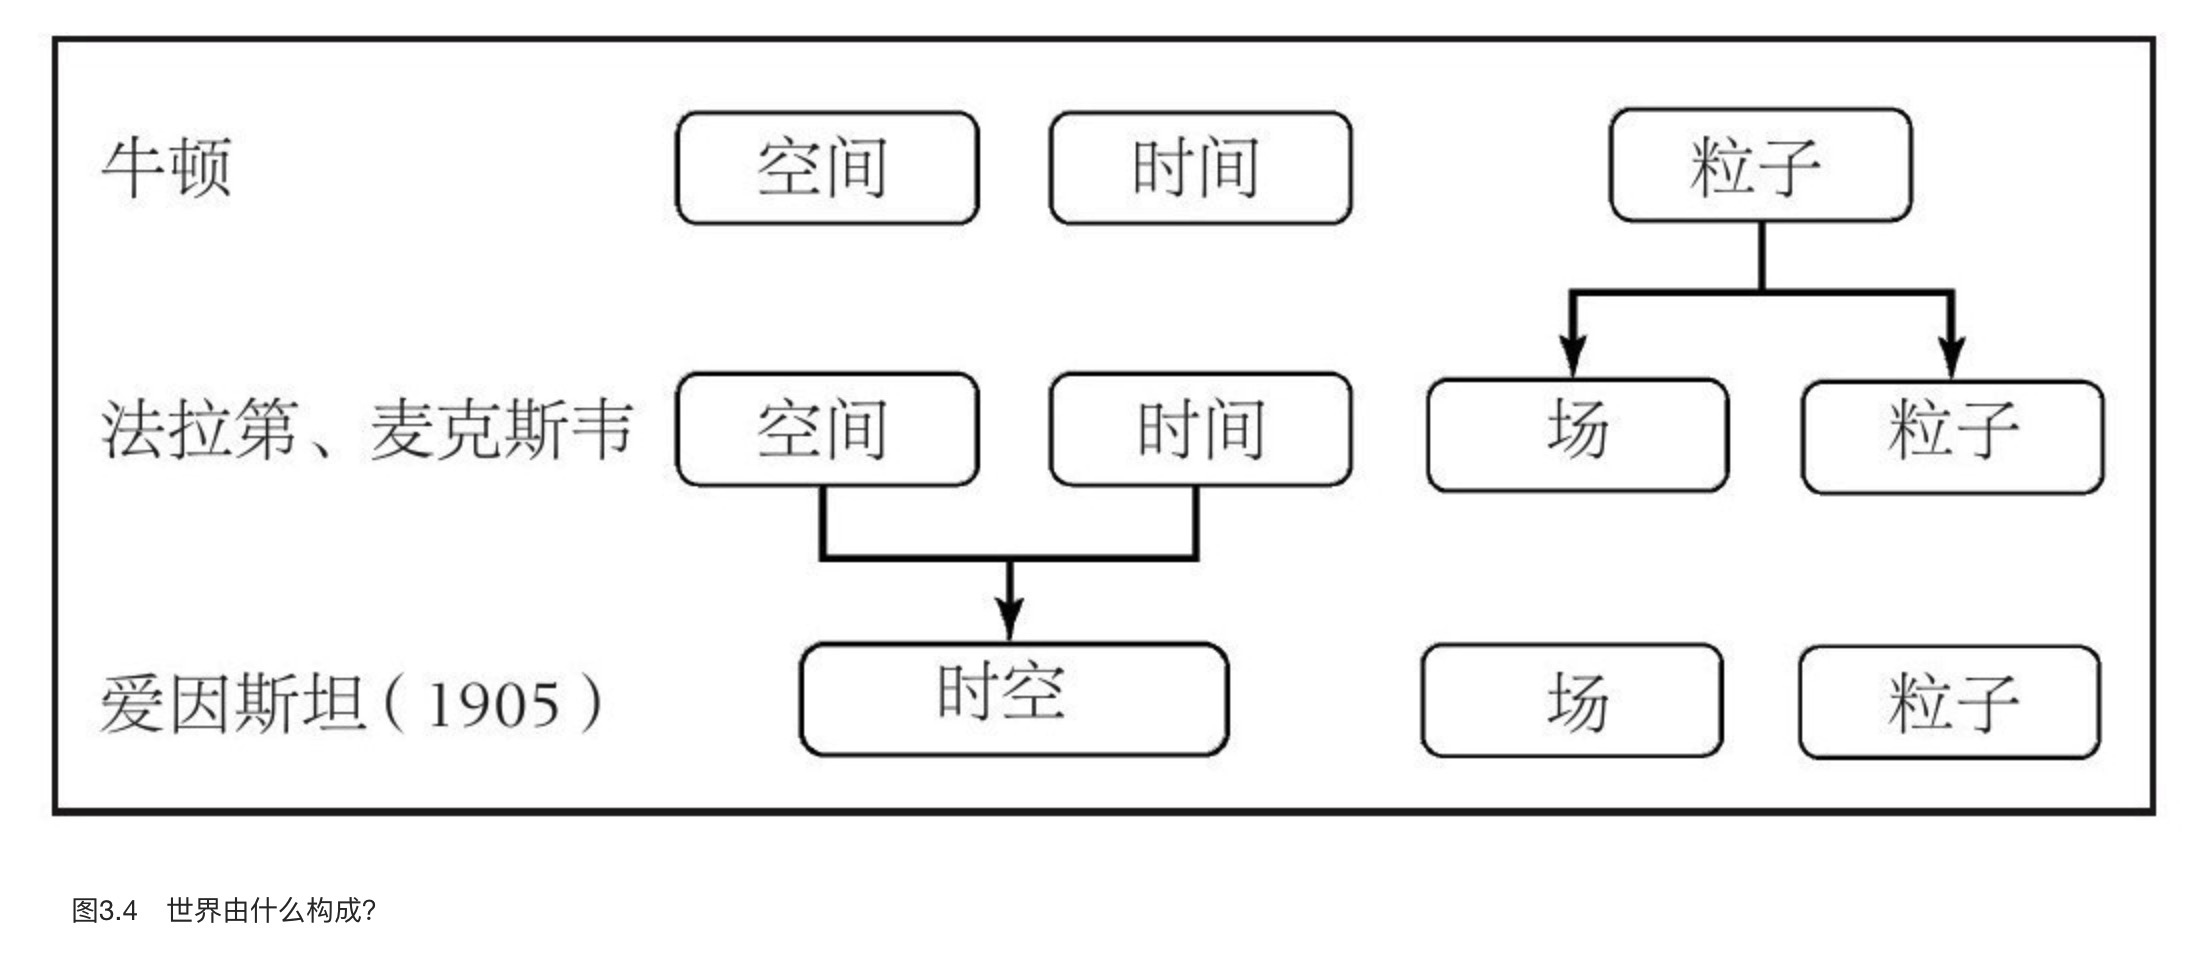 牛顿 空间 时间 粒子
法拉第、麦克斯韦 空间 时间 场 粒子
爱因斯坦（1905） 时空 场 粒子
图3.4 世界由什么构成?